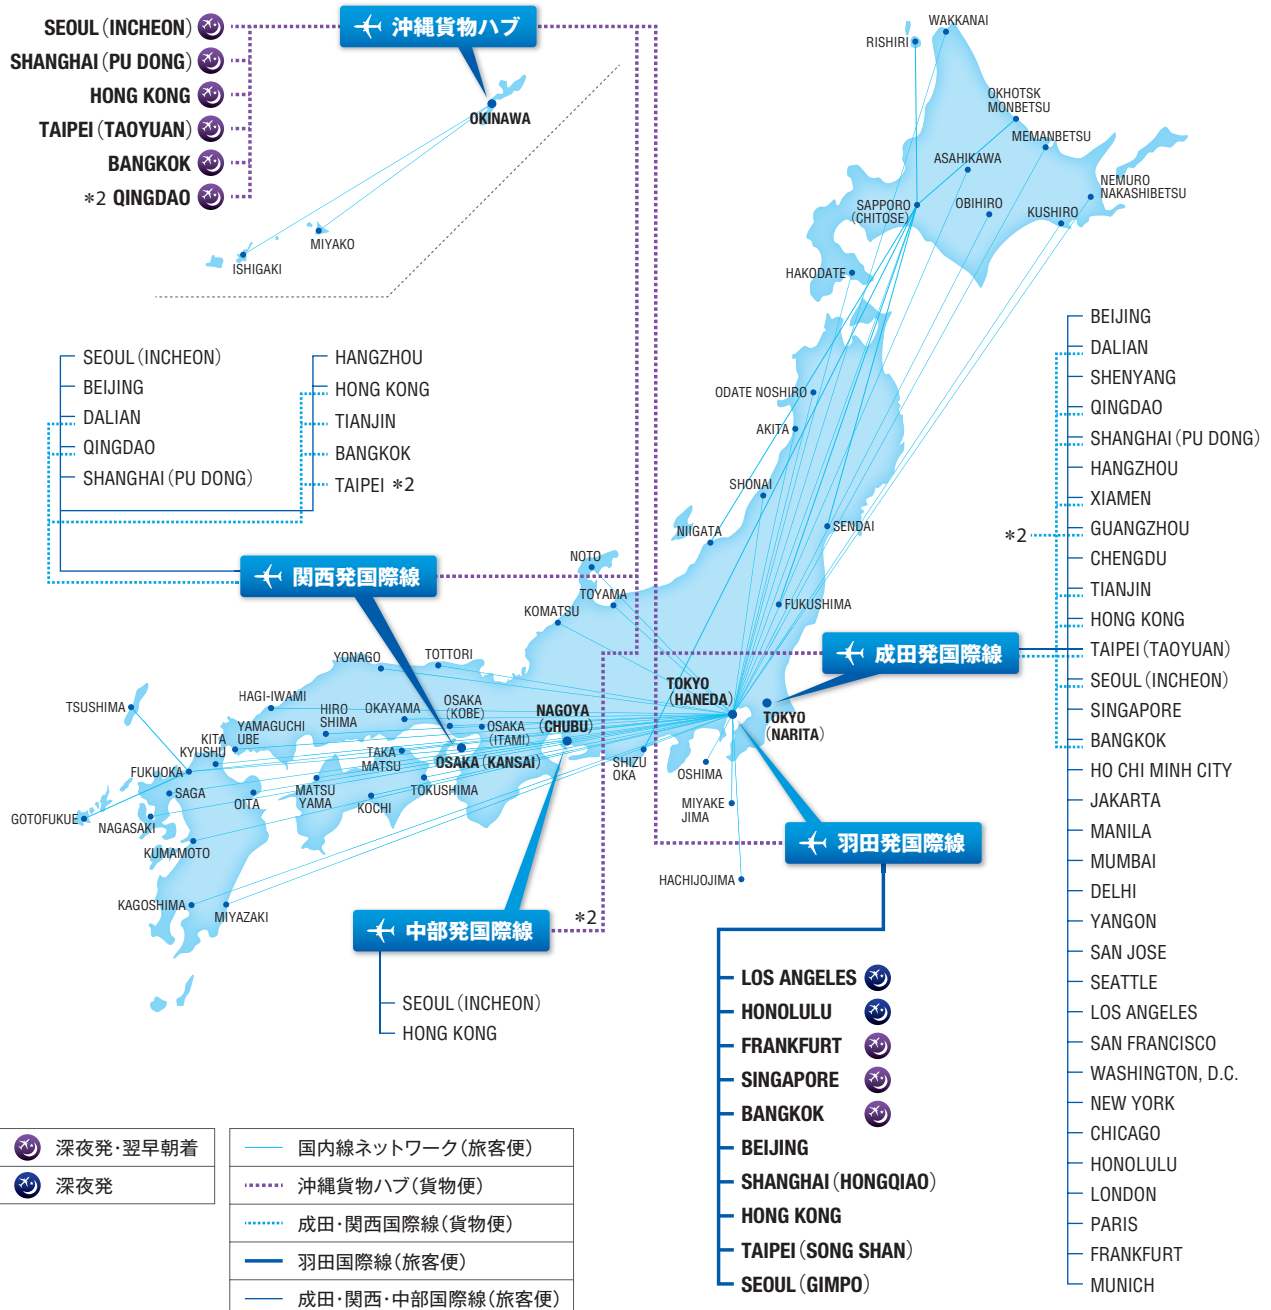 SEOUL (INCHEON)
SHANGHAI (PU DONG)
HONG KONG
TAIPEI (TAOYUAN)
BANGKOK
*2 QINGDAO
沖縄貨物ハブ
OKINAWA
MIYAKO
ISHIGAKI
WAKKANAI
RISHIRI
OKHOTSK
MONBETSU
MEMANBETSU
ASAHIKAWA
NEMURO
NAKASHIBETSU
SAPPORO
(CHITOSE)
OBIHIRO
KUSHIRO
HAKODATE
ODATE NOSHIRO
AKITA
SHONAI
NIIGATA
SENDAI
NOTO
TOYAMA
KOMATSU
FUKUSHIMA
SEOUL (INCHEON)
BEIJING
DALIAN
QINGDAO
SHANGHAI (PU DONG)
HANGZHOU
HONG KONG
TIANJIN
BANGKOK
TAIPEI *2
関西発国際線
成田発国際線
TOKYO
(HANEDA)
TOKYO
(NARITA)
YONAGO
TOTTORI
TSUSHIMA
HAGI-IWAMI
HIRO
SHIMA
OKAYAMA
OSAKA
(KOBE)
OSAKA
(ITAMI)
NAGOYA
(CHUBU)
YAMAGUCHI
UBE
KITA
KYUSHU
TAKA
MATSU
OSAKA (KANSAI)
SHIZU
OKA
OSHIMA
FUKUOKA
SAGA
OITA
MATSU
YAMA
KOCHI
TOKUSHIMA
MIYAKE
JIMA
GOTOFUKUE
NAGASAKI
KUMAMOTO
HACHIJOJIMA
KAGOSHIMA
MIYAZAKI
羽田発国際線
中部発国際線
*2
SEOUL (INCHEON)
HONG KONG
LOS ANGELES
HONOLULU
FRANKFURT
SINGAPORE
BANGKOK
BEIJING
SHANGHAI (HONGQIAO)
HONG KONG
TAIPEI (SONG SHAN)
SEOUL (GIMPO)
*2
BEIJING
DALIAN
SHENYANG
QINGDAO
SHANGHAI (PU DONG)
HANGZHOU
XIAMEN
GUANGZHOU
CHENGDU
TIANJIN
HONG KONG
TAIPEI (TAOYUAN)
SEOUL (INCHEON)
SINGAPORE
BANGKOK
HO CHI MINH CITY
JAKARTA
MANILA
MUMBAI
DELHI
YANGON
SAN JOSE
SEATTLE
LOS ANGELES
SAN FRANCISCO
WASHINGTON, D.C.
NEW YORK
CHICAGO
HONOLULU
LONDON
PARIS
FRANKFURT
MUNICH
深夜発・翌早朝着
深夜発
国内線ネットワーク(旅客便)
沖縄貨物ハブ(貨物便)
成田・関西国際線(貨物便)
羽田国際線(旅客便)
成田・関西・中部国際線(旅客便)